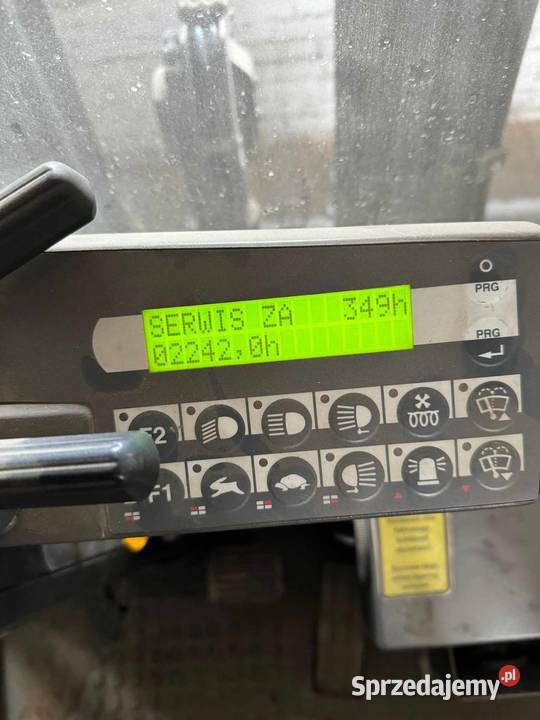 PRG
SERWIS ZA 349h
02242,0h
PRG
F2
F1
Sprzedajemy.pl